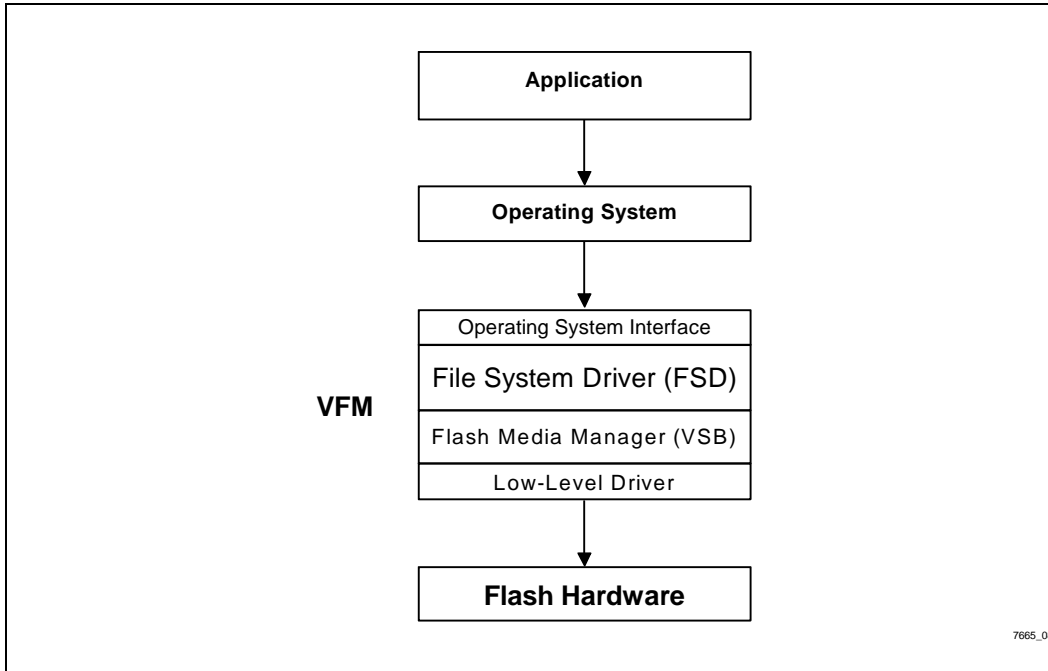 Application
Operating System
Operating System Interface
File System Driver (FSD)
VFM
Flash Media Manager (VSB)
Low-Level Driver
Flash Hardware